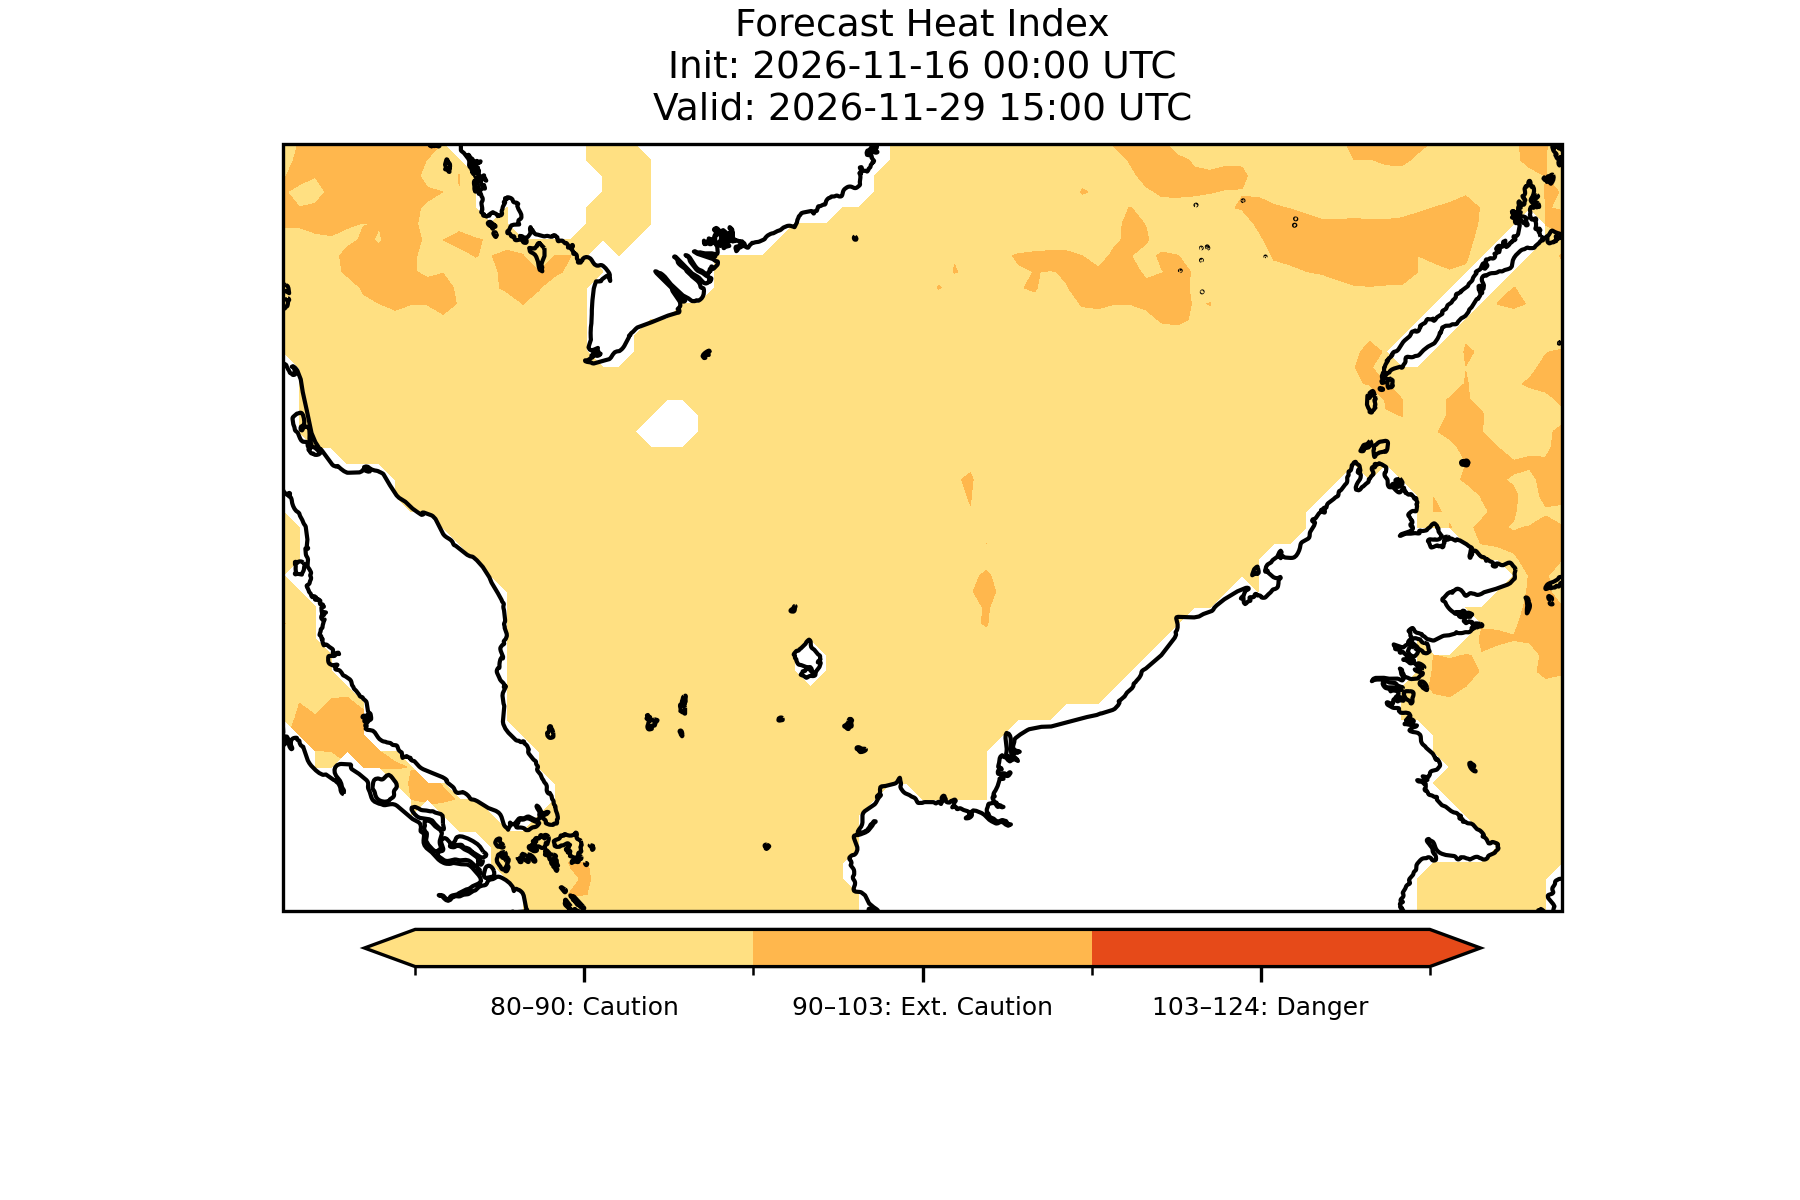 Forecast Heat Index
Init: 2026-11-16 00:00 UTC
Valid: 2026-11-29 15:00 UTC
80–90: Caution
90–103: Ext. Caution
103–124: Danger